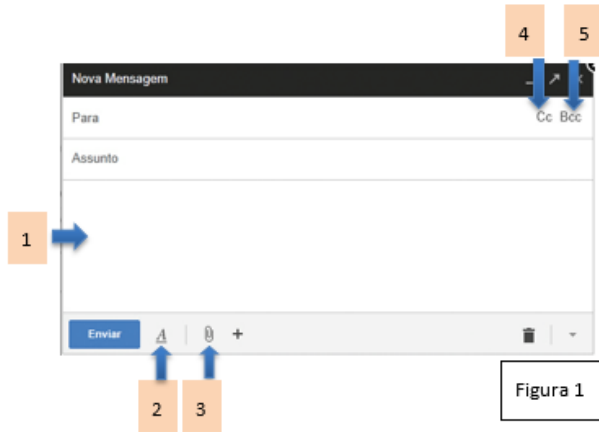 4 5
Nova Mensagem
Para Cc Bcc
Assunto
1
Enviar A
2 3
Figura 1